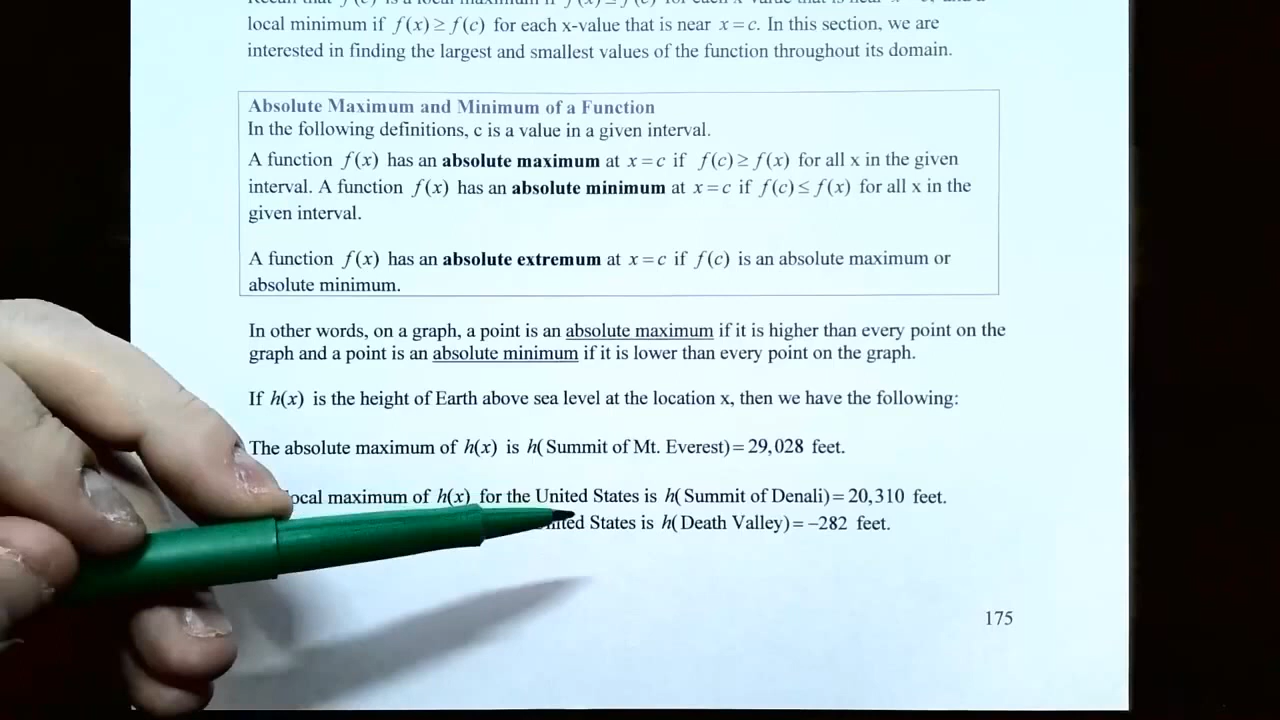 local minimum if f(x) ≥ f(c) for each x-value that is near x = c. In this section, we are
interested in finding the largest and smallest values of the function throughout its domain.
Absolute Maximum and Minimum of a Function
In the following definitions, c is a value in a given interval.
A function f(x) has an absolute maximum at x = c if f(c) ≥ f(x) for all x in the given
interval. A function f(x) has an absolute minimum at x = c if f(c) ≤ f(x) for all x in the
given interval.
A function f(x) has an absolute extremum at x = c if f(c) is an absolute maximum or
absolute minimum.
In other words, on a graph, a point is an absolute maximum if it is higher than every point on the
graph and a point is an absolute minimum if it is lower than every point on the graph.
If h(x) is the height of Earth above sea level at the location x, then we have the following:
The absolute maximum of h(x) is h(Summit of Mt. Everest) = 29,028 feet.
maximum of h(x) for the United States is h(Summit of Denali) = 20,310 feet.
States is h(Death Valley) = −282 feet.
175